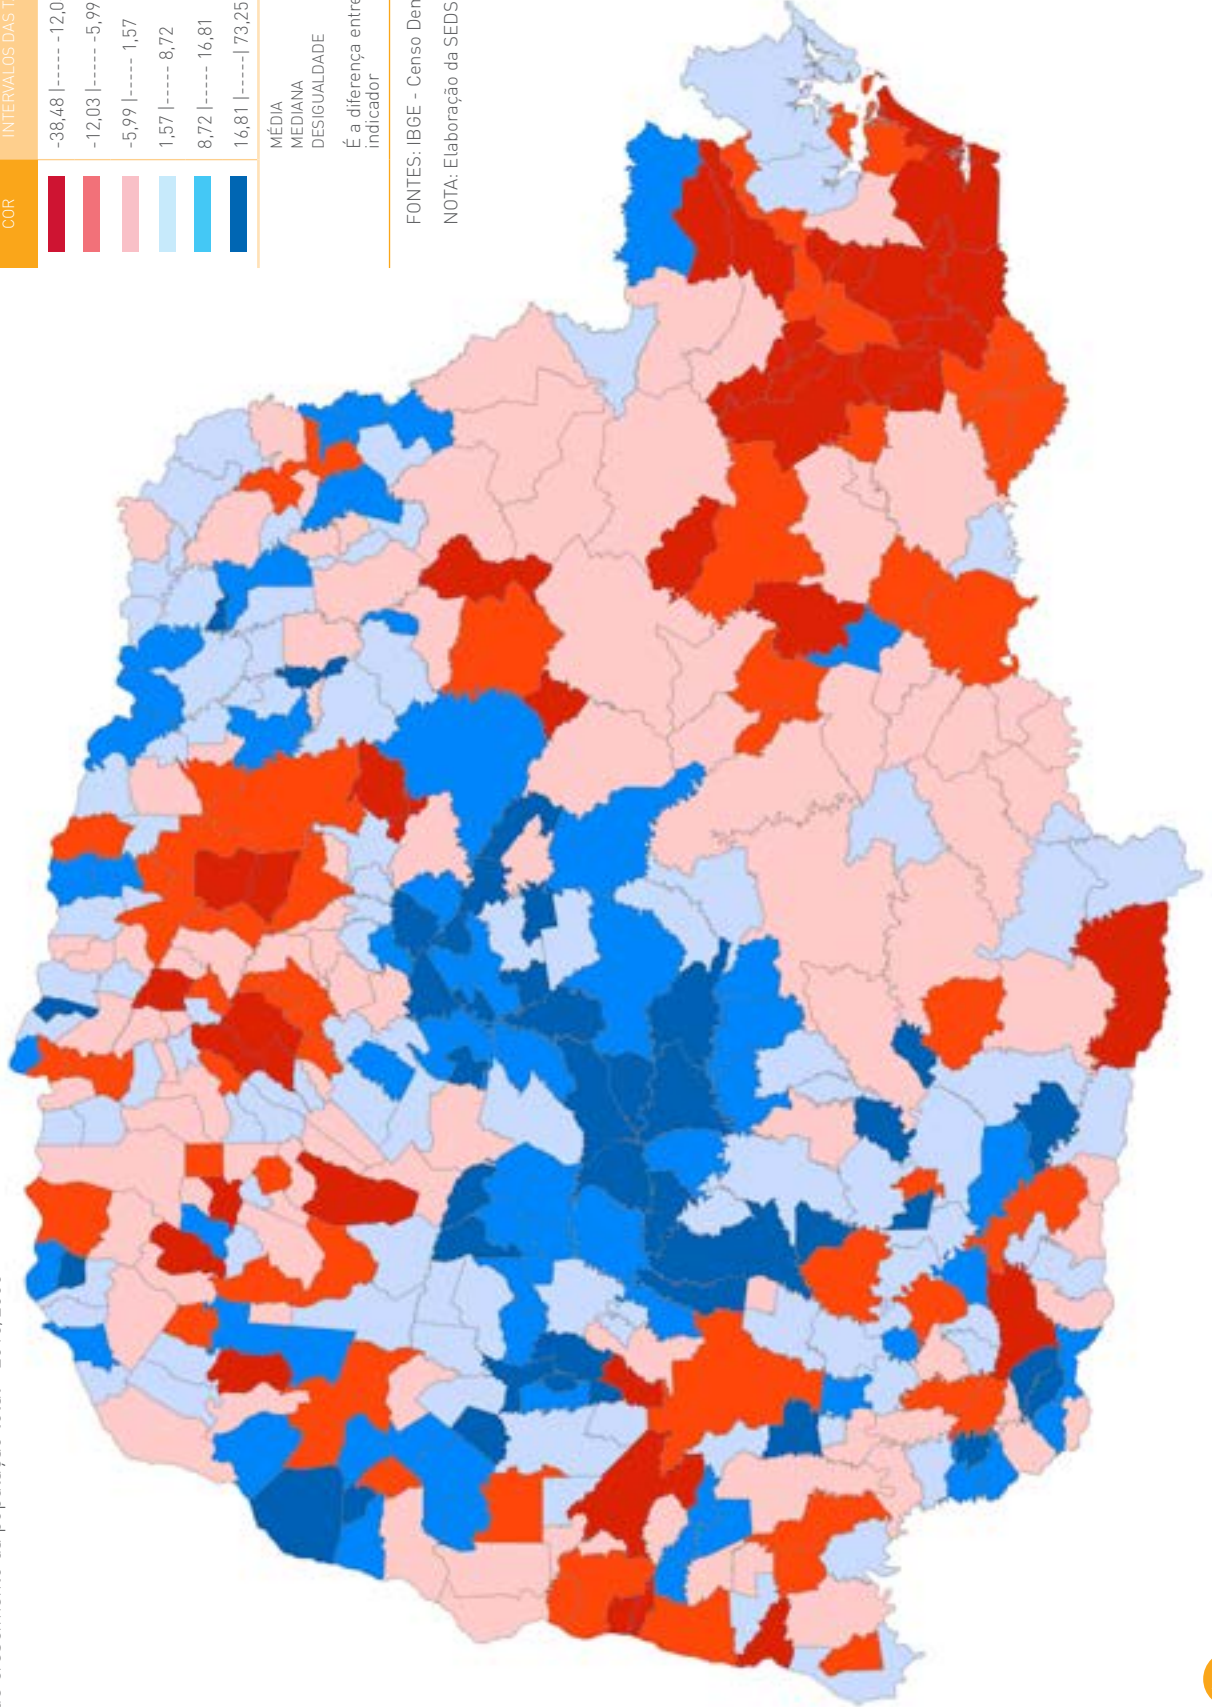 COR
INTERVALOS DAS
-38,48 |----- -12,0
-12,03 |----- -5,99
-5,99 |----- 1,57
1,57 |----- 8,72
8,72 |----- 16,81
16,81 |-----| 73,25
MÉDIA
MEDIANA
DESIGUALDADE
É a diferença entre
indicador
FONTES: IBGE - Censo
NOTA: Elaboração da SEDS